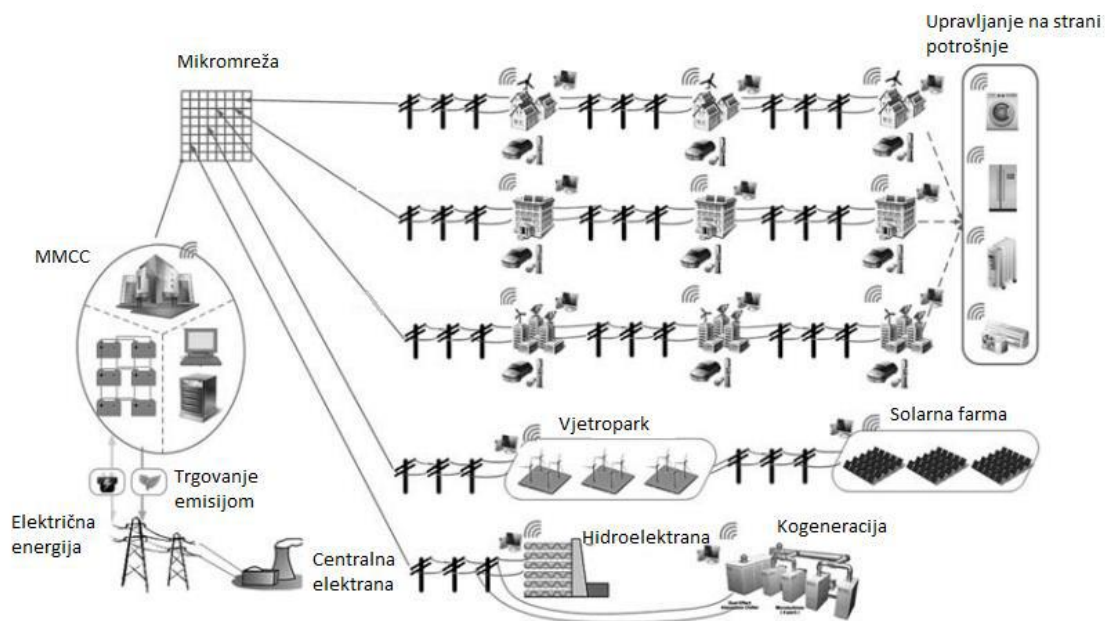 Upravljanje na strani
potrošnje
Mikromreža
MMCC
Vjetropark
Solarna farma
Trgovanje
emisijom
Električna
energija
Centralna
elektrana
Hidroelektrana
Kogeneracija